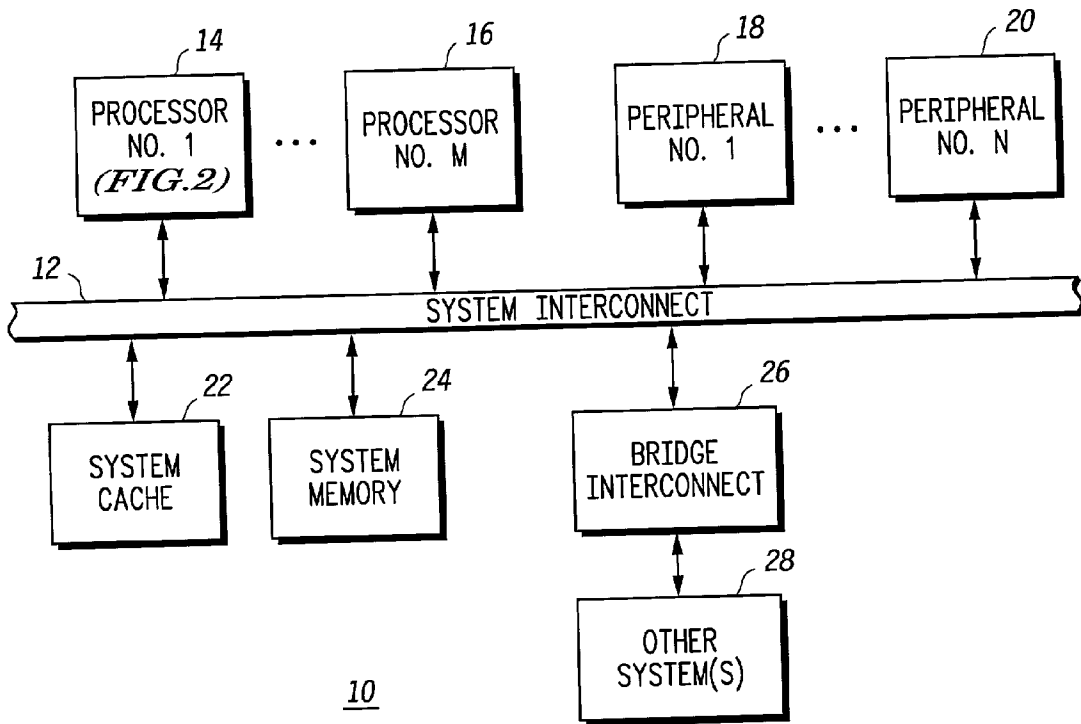 14
16
18
20
PROCESSOR
NO. 1
(FIG.2)
...
PROCESSOR
NO. M
PERIPHERAL
NO. 1
...
PERIPHERAL
NO. N
12
SYSTEM INTERCONNECT
22
24
26
SYSTEM
CACHE
SYSTEM
MEMORY
BRIDGE
INTERCONNECT
28
OTHER
SYSTEM(S)
10